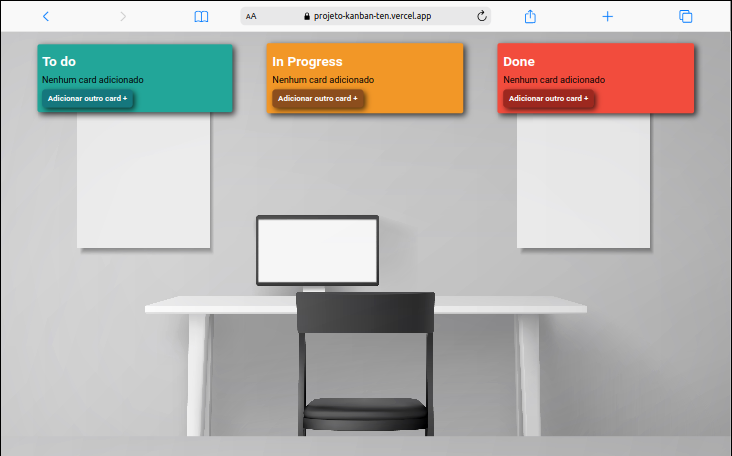 AA
projeto-kanban-ten.vercel.app
To do
Nenhum card adicionado
Adicionar outro card +
In Progress
Nenhum card adicionado
Adicionar outro card +
Done
Nenhum card adicionado
Adicionar outro card +